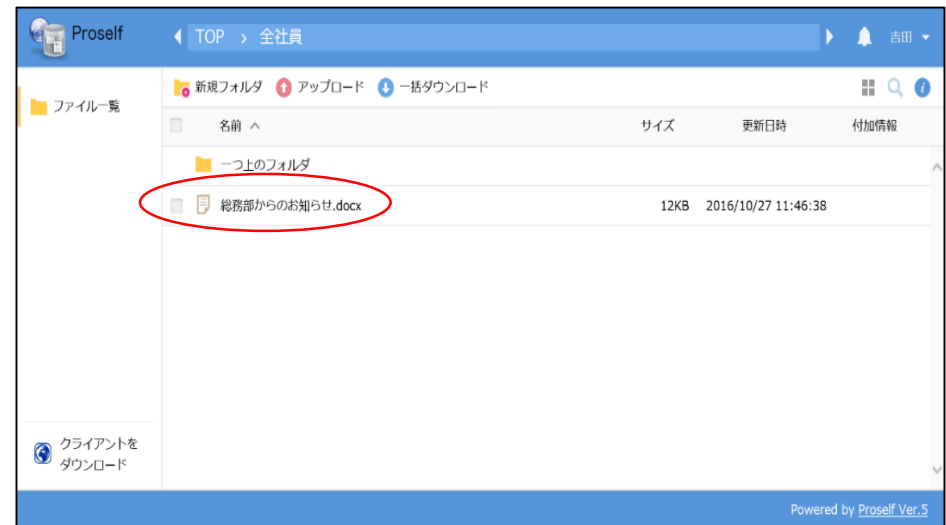 Proself
TOP > 全社員
吉田
ファイル一覧
新規フォルダ アップロード 一括ダウンロード
名前 サイズ 更新日時 付加情報
一つ上のフォルダ
総務部からのお知らせ.docx 12KB 2016/10/27 11:46:38
クライアントを
ダウンロード
Powered by Proself Ver.5